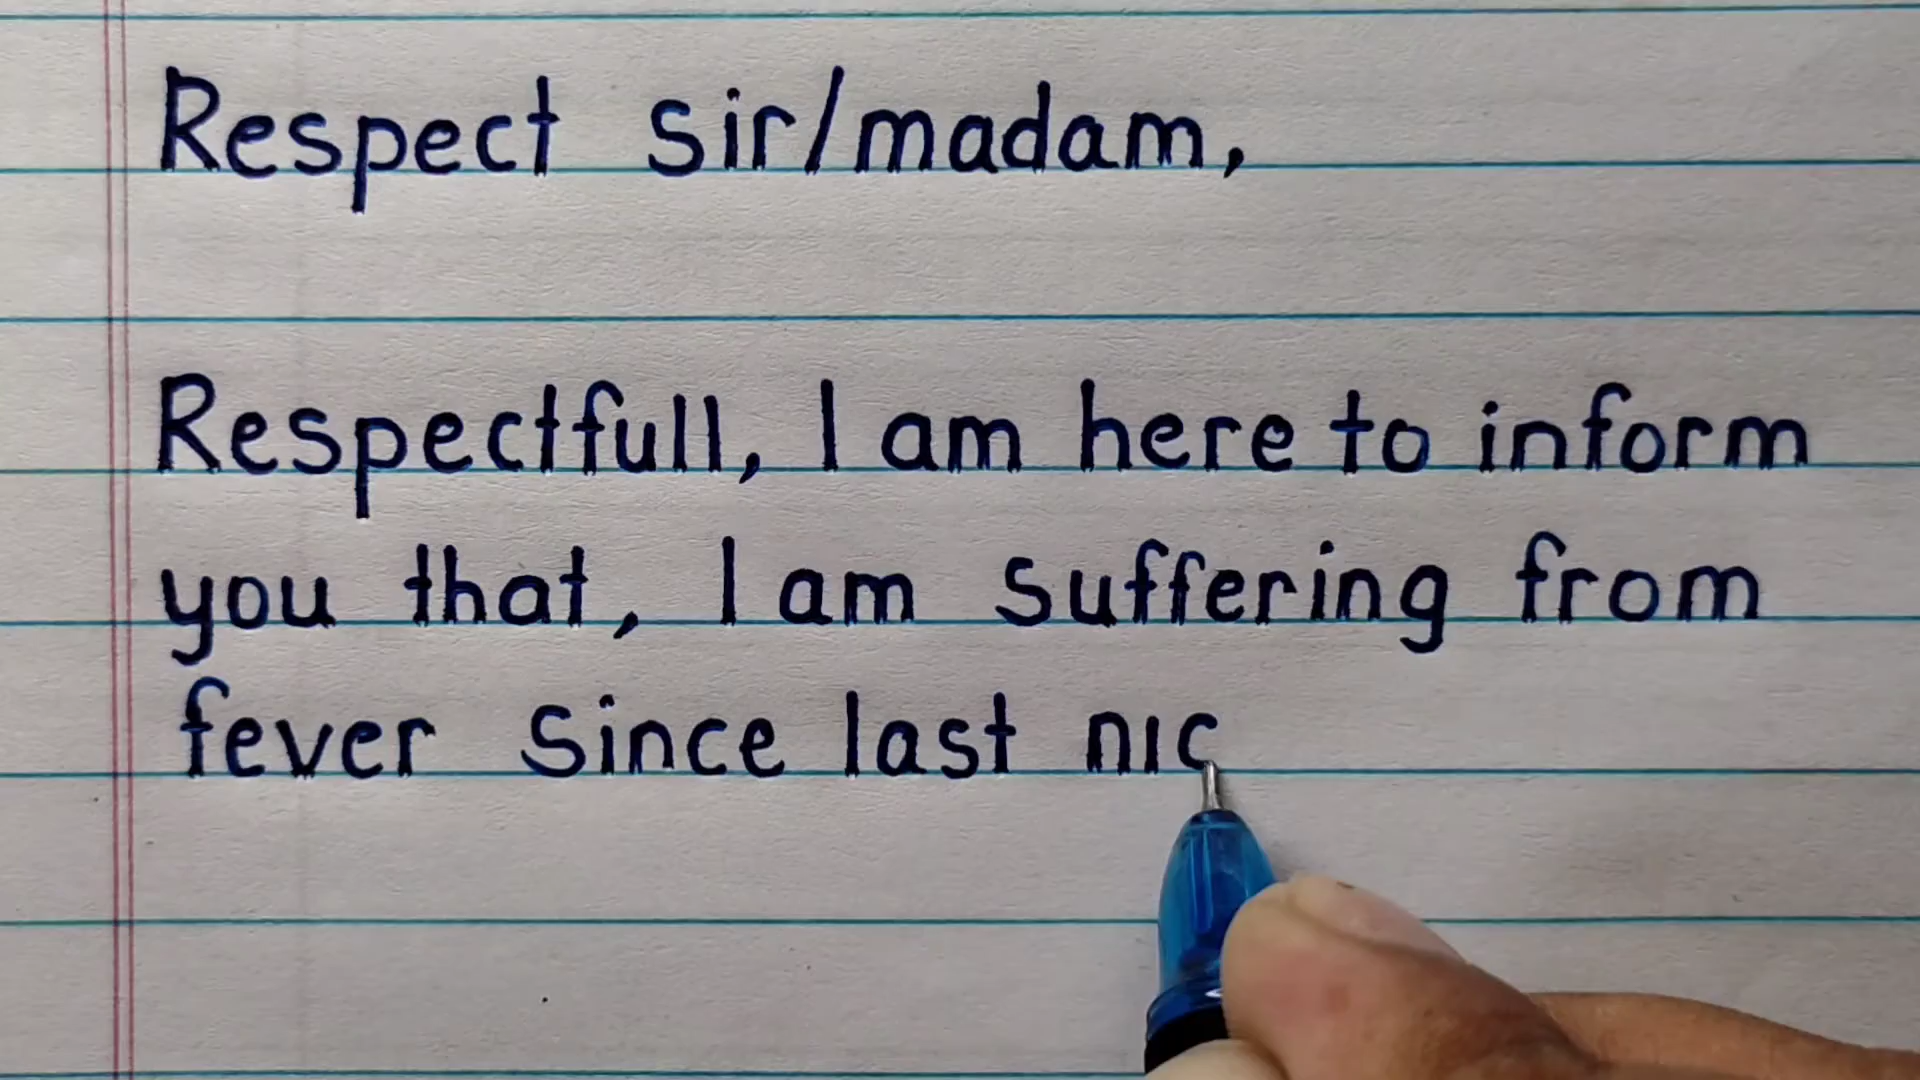 Respect sir/madam,
Respectfull, I am here to inform
you that, I am suffering from
fever since last